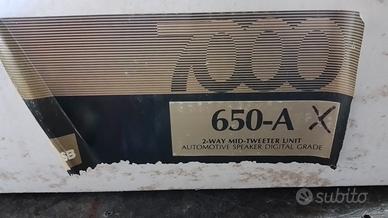 7000
650-A X
2-WAY MID-TWEETER UNIT
AUTOMOTIVE SPEAKER DIGITAL GRADE
subito